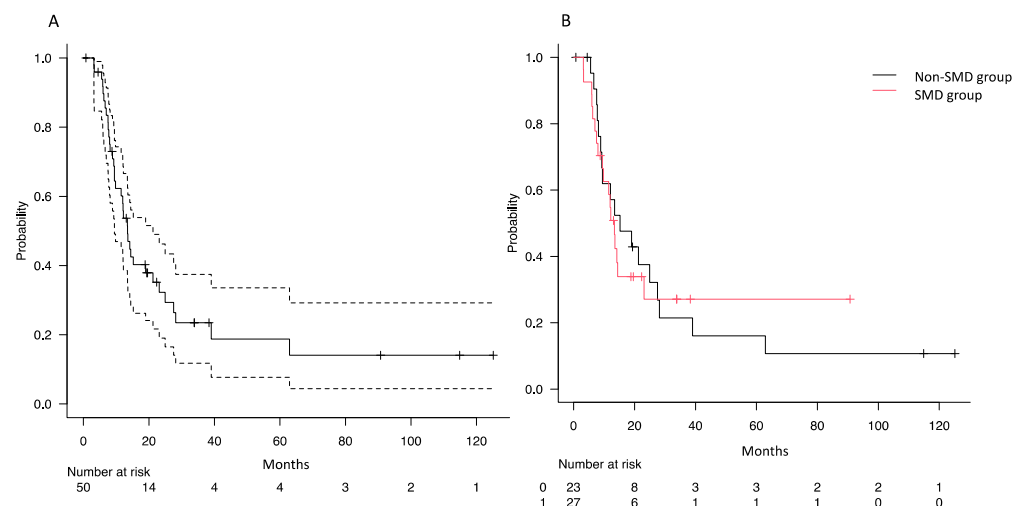 A
1.0
0.8
0.6
0.4
0.2
0.0
Probability
0 20 40 60 80 100 120
Months
Number at risk
50 14 4 4 3 2 1
B
Non-SMD group
SMD group
1.0
0.8
0.6
0.4
0.2
0.0
Probability
0 20 40 60 80 100 120
Months
Number at risk
0 23 8 3 3 2 2 1
1 27 6 1 1 1 0 0